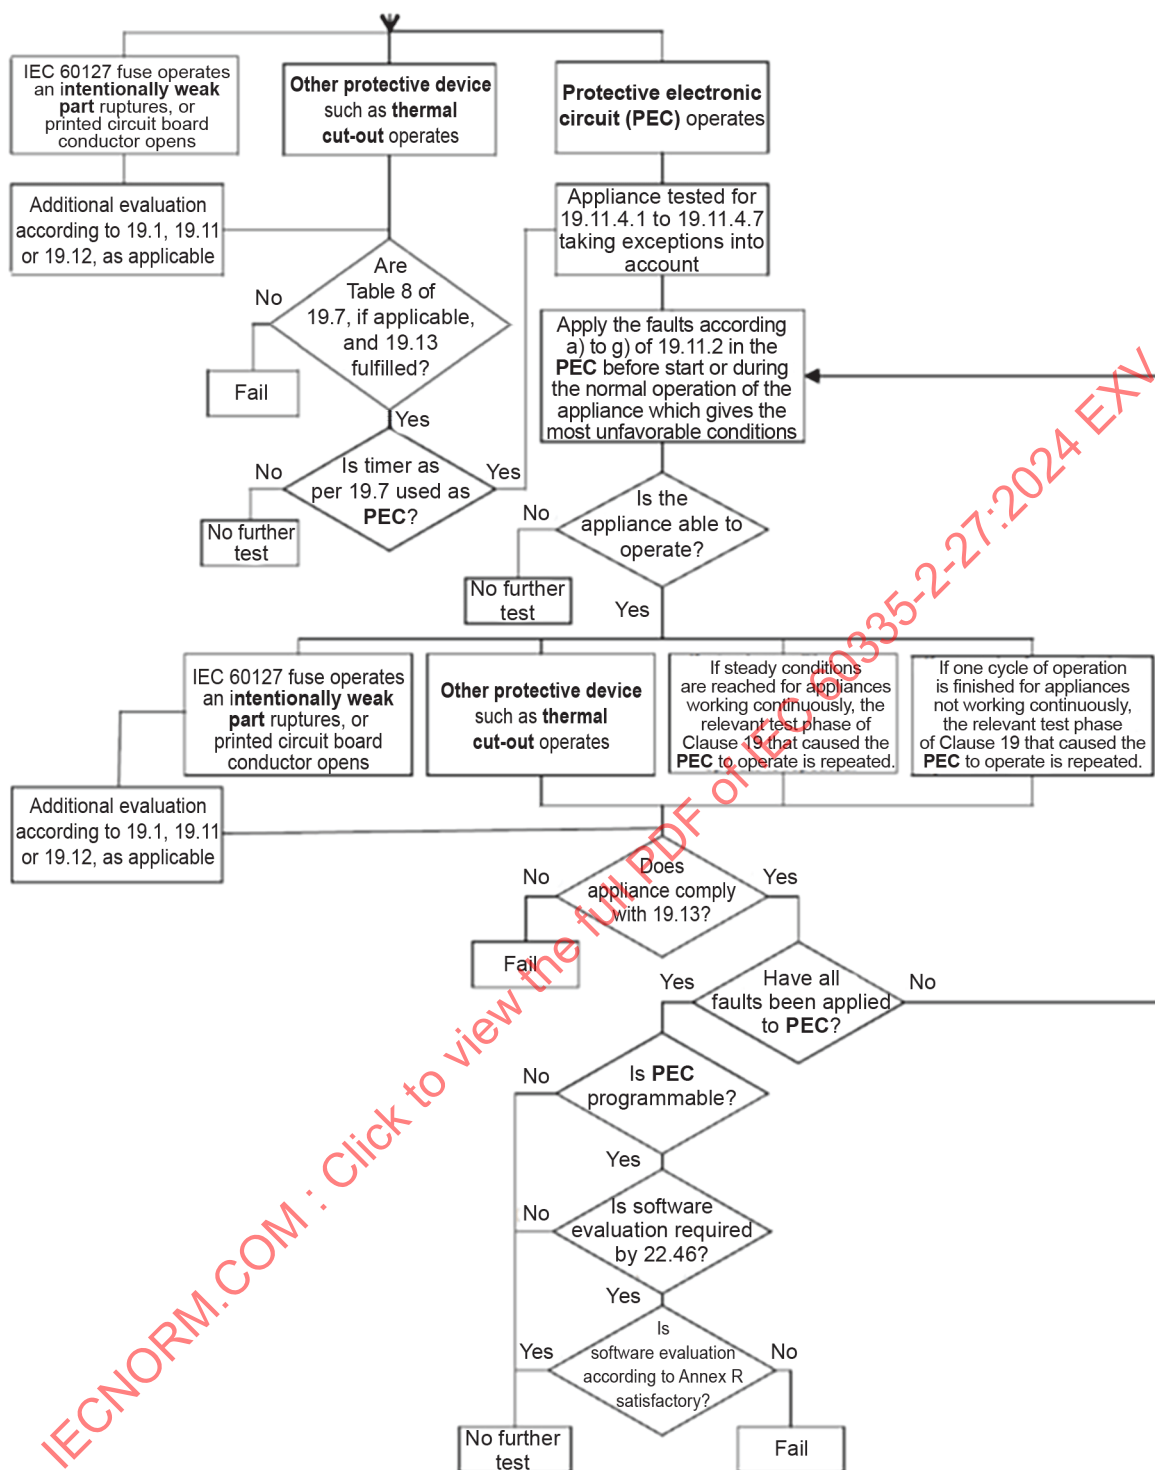 IEC 60127 fuse operates
an intentionally weak
part ruptures, or
printed circuit board
conductor opens
Other protective device
such as thermal
cut-out operates
Protective electronic
circuit (PEC) operates
Additional evaluation
according to 19.1, 19.11
or 19.12, as applicable
Appliance tested for
19.11.4.1 to 19.11.4.7
taking exceptions into
account
Are
Table 8 of
19.7, if applicable,
and 19.13
fulfilled?
No
Fail
Yes
Apply the faults according
a) to g) of 19.11.2 in the
PEC before start or during
the normal operation of the
appliance which gives the
most unfavorable conditions
Is timer as
per 19.7 used as
PEC?
No
Yes
No further
test
Is the
appliance able to
operate?
No
No further
test
Yes
IEC 60127 fuse operates
an intentionally weak
part ruptures, or
printed circuit board
conductor opens
Other protective device
such as thermal
cut-out operates
If steady conditions
are reached for appliances
working continuously, the
relevant test phase of
Clause 19 that caused the
PEC to operate is repeated.
If one cycle of operation
is finished for appliances
not working continuously,
the relevant test phase
of Clause 19 that caused the
PEC to operate is repeated.
Additional evaluation
according to 19.1, 19.11
or 19.12, as applicable
Does
appliance comply
with 19.13?
No
Yes
Fail
Have all
faults been applied
to PEC?
Yes
No
Is PEC
programmable?
No
Yes
Is software
evaluation required
by 22.46?
No
Yes
Is
software evaluation
according to Annex R
satisfactory?
Yes
No
No further
test
Fail
IECNORM.COM : Click to view the full PDF of IEC 60335-2-27:2024 EXV